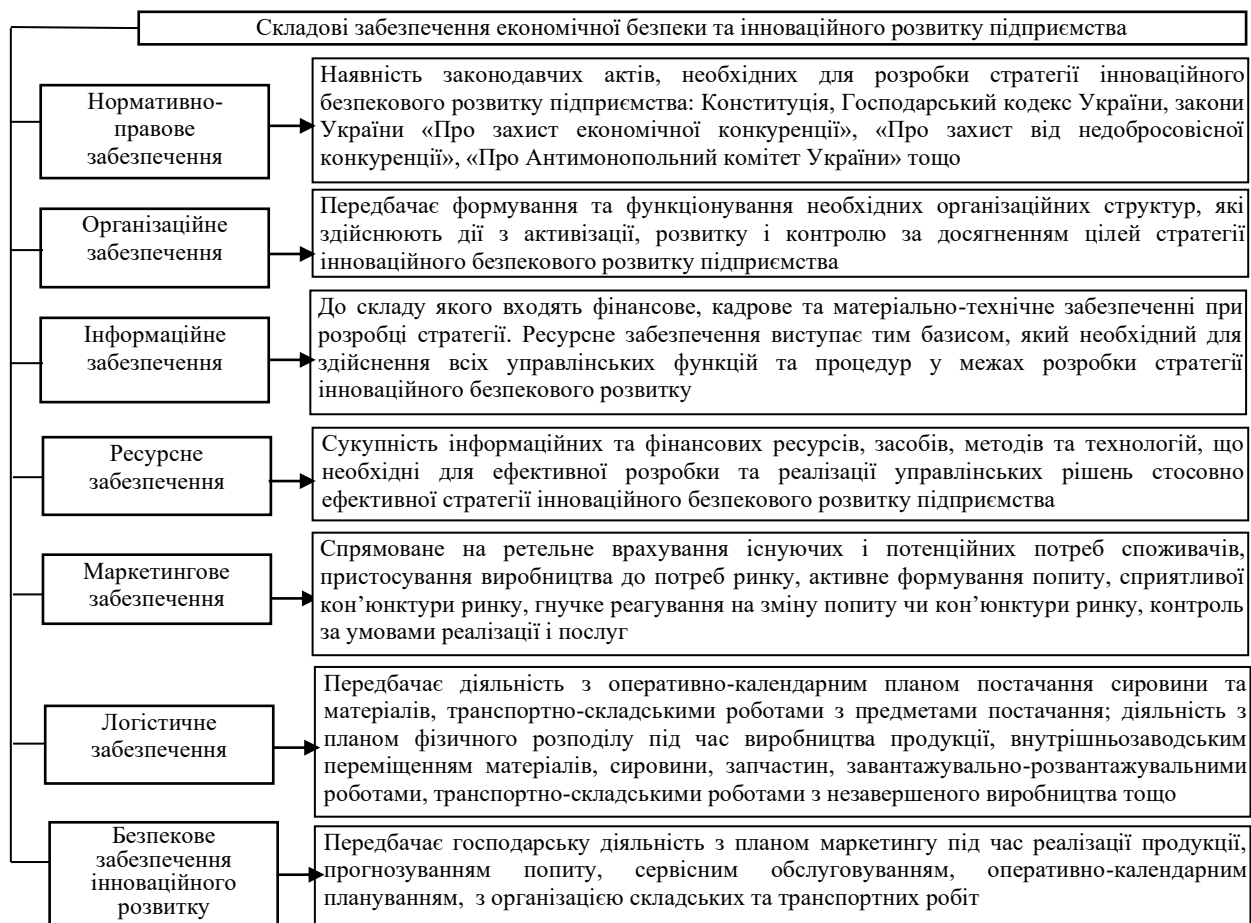 Складові забезпечення економічної безпеки та інноваційного розвитку підприємства
Нормативно-
правове
забезпечення
Наявність законодавчих актів, необхідних для розробки стратегії інноваційного
безпекового розвитку підприємства: Конституція, Господарський кодекс України, закони
України «Про захист економічної конкуренції», «Про захист від недобросовісної
конкуренції», «Про Антимонопольний комітет України» тощо
Організаційне
забезпечення
Передбачає формування та функціонування необхідних організаційних структур, які
здійснюють дії з активізації, розвитку і контролю за досягненням цілей стратегії
інноваційного безпекового розвитку підприємства
Інформаційне
забезпечення
До складу якого входять фінансове, кадрове та матеріально-технічне забезпеченні при
розробці стратегії. Ресурсне забезпечення виступає тим базисом, який необхідний для
здійснення всіх управлінських функцій та процедур у межах розробки стратегії
інноваційного безпекового розвитку
Ресурсне
забезпечення
Сукупність інформаційних та фінансових ресурсів, засобів, методів та технологій, що
необхідні для ефективної розробки та реалізації управлінських рішень стосовно
ефективної стратегії інноваційного безпекового розвитку підприємства
Маркетингове
забезпечення
Спрямоване на ретельне врахування існуючих і потенційних потреб споживачів,
пристосування виробництва до потреб ринку, активне формування попиту, сприятливої
кон’юнктури ринку, гнучке реагування на зміну попиту чи кон’юнктури ринку, контроль
за умовами реалізації і послуг
Логістичне
забезпечення
Передбачає діяльність з оперативно-календарним планом постачання сировини та
матеріалів, транспортно-складськими роботами з предметами постачання; діяльність з
планом фізичного розподілу під час виробництва продукції, внутрішньозаводським
переміщенням матеріалів, сировини, запчастин, завантажувально-розвантажувальними
роботами, транспортно-складськими роботами з незавершеного виробництва тощо
Безпекове
забезпечення
інноваційного
розвитку
Передбачає господарську діяльність з планом маркетингу під час реалізації продукції,
прогнозуванням попиту, сервісним обслуговуванням, оперативно-календарним
плануванням, з організацією складських та транспортних робіт